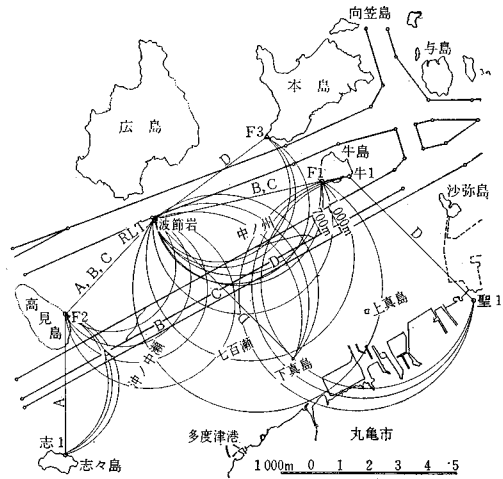 向笠島
与島
本島
広島
F3
D
牛島
F1
牛1
B,C
沙弥島
波節岩
中ノ州
700m
1000m
RLT
A,B,C
D
D
C
D
B
高見島
F2
上真島
聖1
七百瀬
下真島
沖ノ中瀬
A
志1
志々島
多度津港
丸亀市
1000m 0 1 2 3 4 5